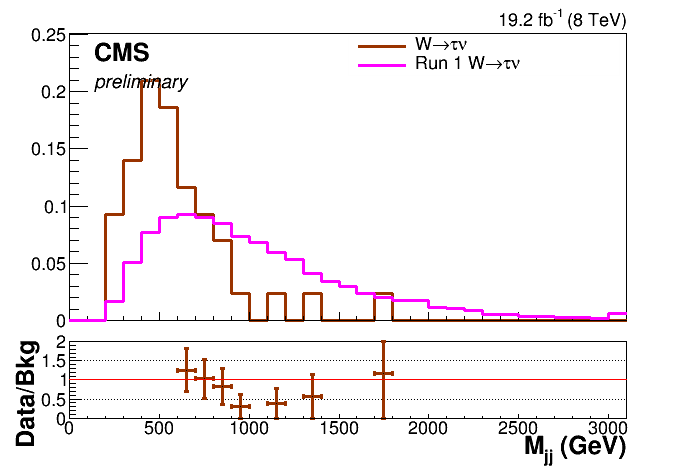 19.2 fb-1 (8 TeV)
CMS
preliminary
W→τν
Run 1 W→τν
0.25
0.2
0.15
0.1
0.05
0
Data/Bkg
2
1.5
1
0.5
0
0 500 1000 1500 2000 2500 3000
Mjj (GeV)